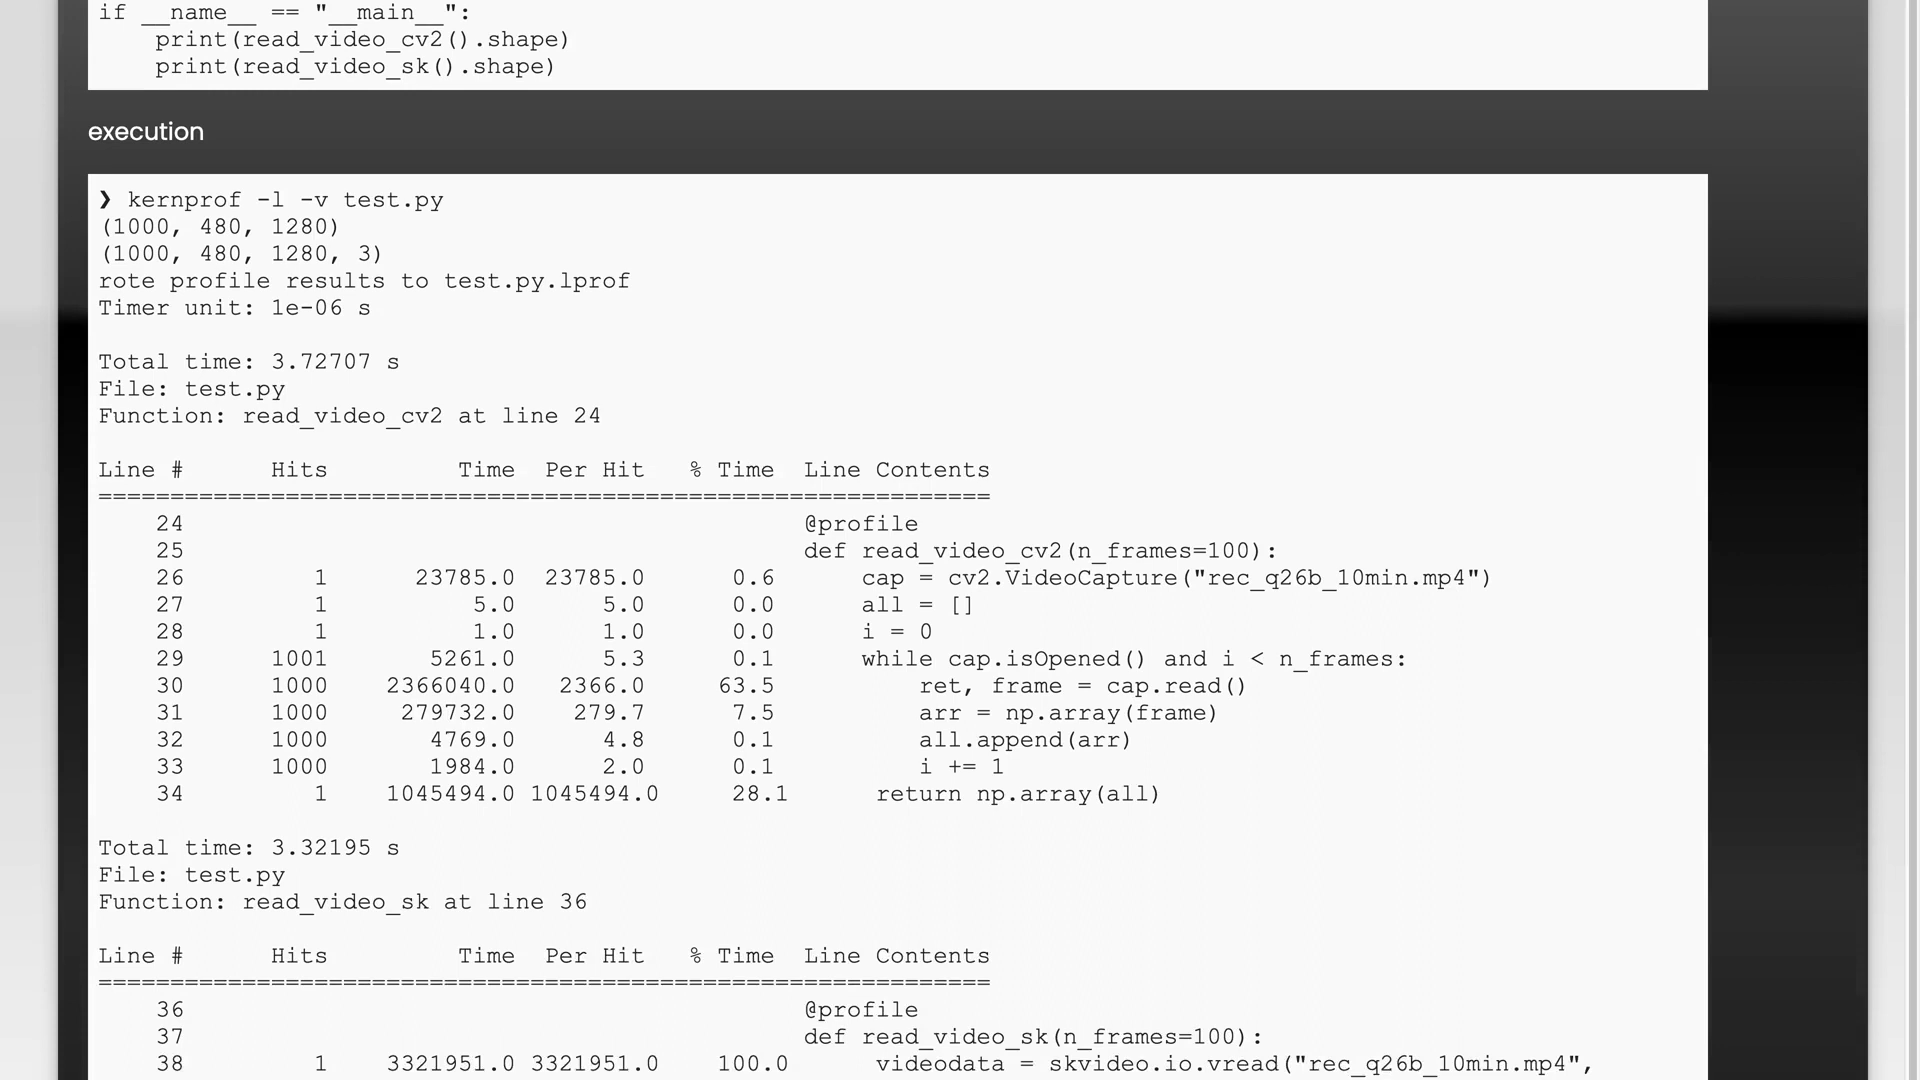 if __name__ == "__main__":
    print(read_video_cv2().shape)
    print(read_video_sk().shape)
execution
❯ kernprof -l -v test.py
(1000, 480, 1280)
(1000, 480, 1280, 3)
rote profile results to test.py.lprof
Timer unit: 1e-06 s
Total time: 3.72707 s
File: test.py
Function: read_video_cv2 at line 24
Line #      Hits         Time  Per Hit   % Time  Line Contents
==============================================================
    24                                           @profile
    25                                           def read_video_cv2(n_frames=100):
    26         1      23785.0  23785.0      0.6      cap = cv2.VideoCapture("rec_q26b_10min.mp4")
    27         1          5.0      5.0      0.0      all = []
    28         1          1.0      1.0      0.0      i = 0
    29      1001       5261.0      5.3      0.1      while cap.isOpened() and i < n_frames:
    30      1000    2366040.0   2366.0     63.5          ret, frame = cap.read()
    31      1000     279732.0    279.7      7.5          arr = np.array(frame)
    32      1000       4769.0      4.8      0.1          all.append(arr)
    33      1000       1984.0      2.0      0.1          i += 1
    34         1    1045494.0 1045494.0     28.1      return np.array(all)
Total time: 3.32195 s
File: test.py
Function: read_video_sk at line 36
Line #      Hits         Time  Per Hit   % Time  Line Contents
==============================================================
    36                                           @profile
    37                                           def read_video_sk(n_frames=100):
    38         1    3321951.0 3321951.0    100.0      videodata = skvideo.io.vread("rec_q26b_10min.mp4",